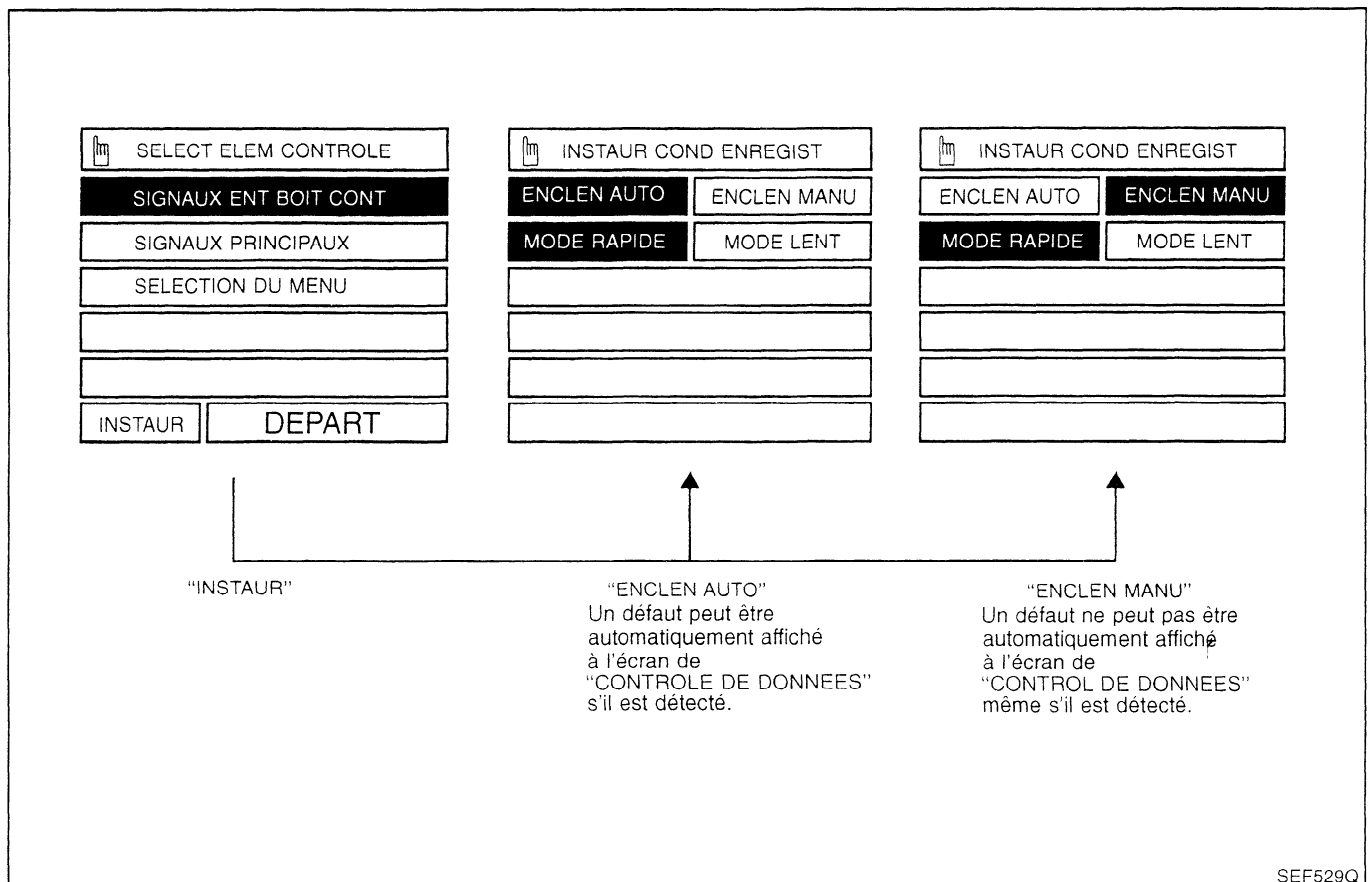 SELECT ELEM CONTROLE
SIGNAUX ENT BOIT CONT
SIGNAUX PRINCIPAUX
SELECTION DU MENU
INSTAUR DEPART
INSTAUR COND ENREGIST
ENCLEN AUTO ENCLEN MANU
MODE RAPIDE MODE LENT
INSTAUR COND ENREGIST
ENCLEN AUTO ENCLEN MANU
MODE RAPIDE MODE LENT
“INSTAUR”
“ENCLEN AUTO”
Un défaut peut être
automatiquement affiché
à l'écran de
“CONTROLE DE DONNEES”
s'il est détecté.
“ENCLEN MANU”
Un défaut ne peut pas être
automatiquement affiché
à l'écran de
“CONTROL DE DONNEES”
même s'il est détecté.
SEF529Q